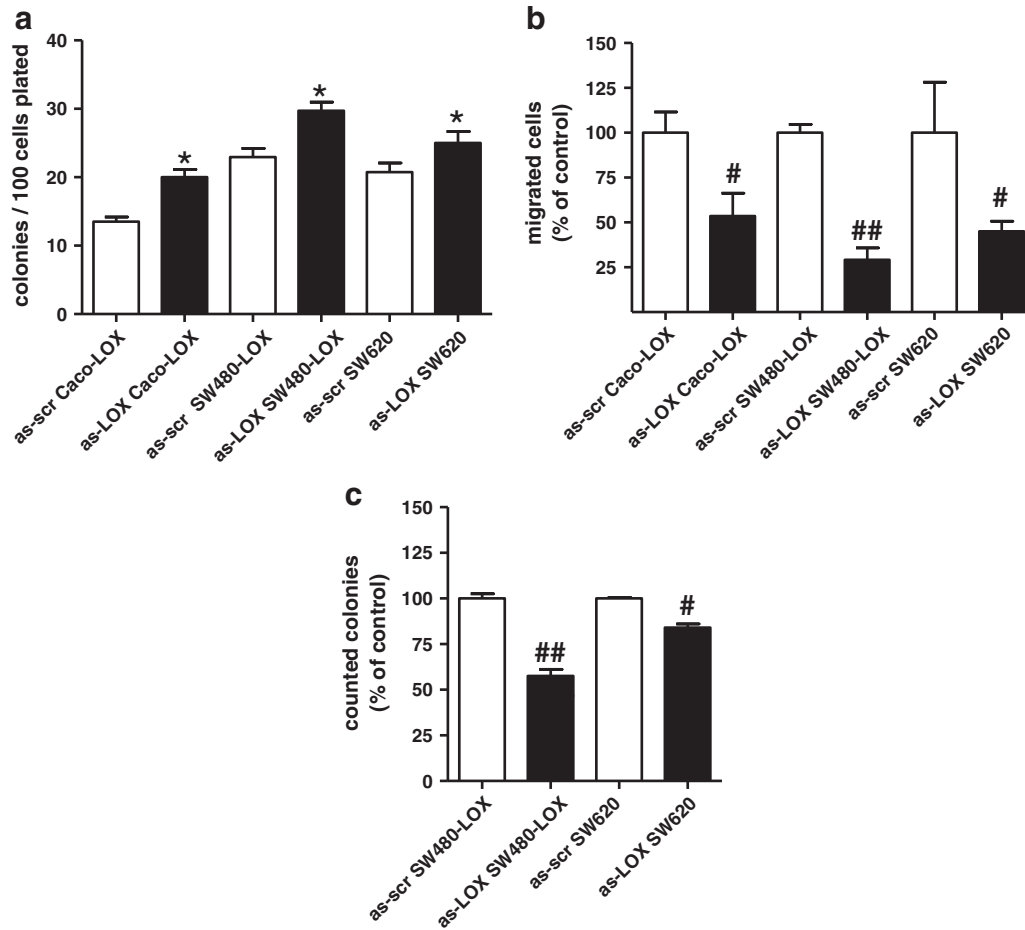 a
colonies / 100 cells plated
40
30
20
10
0
*
*
*
as-scr Caco-LOX
as-LOX Caco-LOX
as-scr SW480-LOX
as-LOX SW480-LOX
as-scr SW620
as-LOX SW620
b
migrated cells
(% of control)
150
125
100
75
50
25
#
##
#
as-scr Caco-LOX
as-LOX Caco-LOX
as-scr SW480-LOX
as-LOX SW480-LOX
as-scr SW620
as-LOX SW620
c
counted colonies
(% of control)
150
125
100
75
50
25
0
##
#
as-scr SW480-LOX
as-LOX SW480-LOX
as-scr SW620
as-LOX SW620